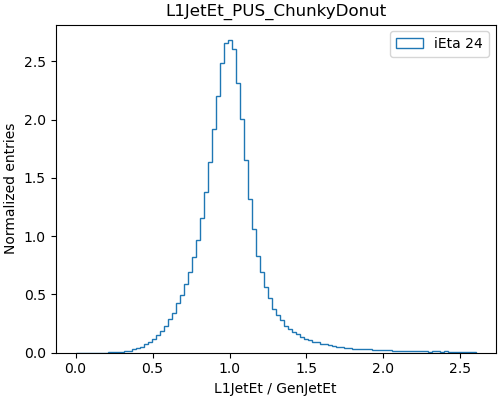 L1JetEt_PUS_ChunkyDonut
iEta 24
Normalized entries
2.5
2.0
1.5
1.0
0.5
0.0
0.0 0.5 1.0 1.5 2.0 2.5
L1JetEt / GenJetEt